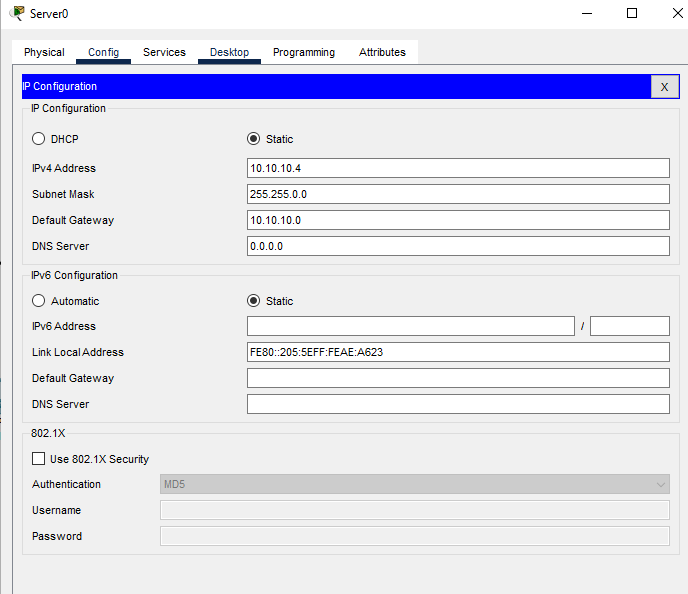 Server0
Physical Config Services Desktop Programming Attributes
IP Configuration X
IP Configuration
DHCP Static
IPv4 Address 10.10.10.4
Subnet Mask 255.255.0.0
Default Gateway 10.10.10.0
DNS Server 0.0.0.0
IPv6 Configuration
Automatic Static
IPv6 Address /
Link Local Address FE80::205:5EFF:FEAE:A623
Default Gateway
DNS Server
802.1X
Use 802.1X Security
Authentication MD5
Username
Password